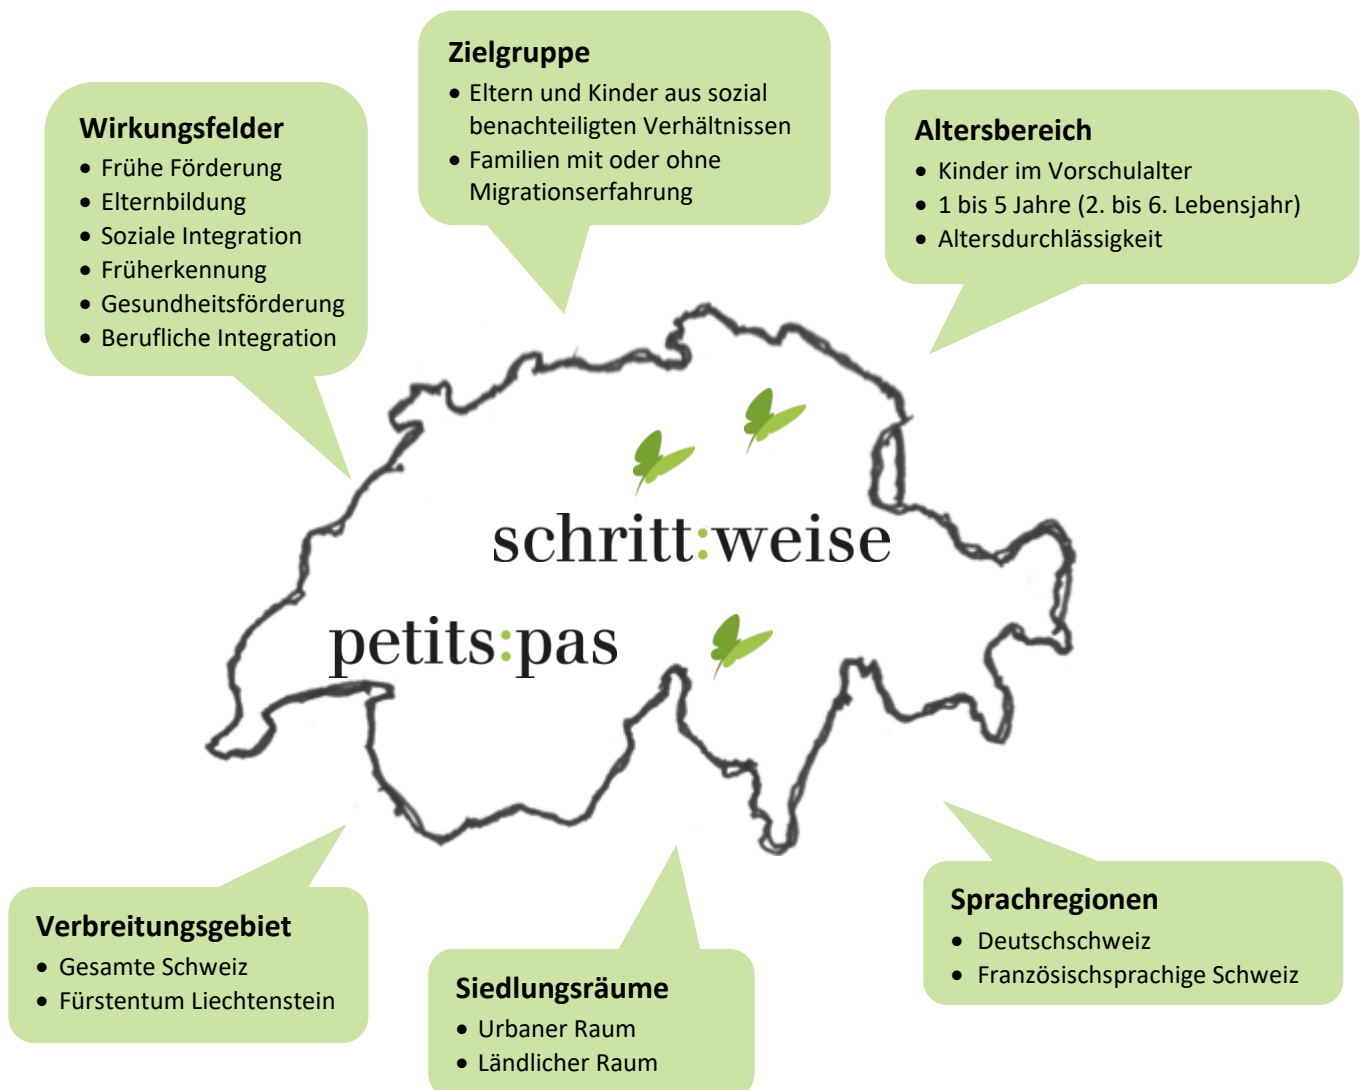 Zielgruppe
• Eltern und Kinder aus sozial
benachteiligten Verhältnissen
• Familien mit oder ohne
Migrationserfahrung
Wirkungsfelder
• Frühe Förderung
• Elternbildung
• Soziale Integration
• Früherkennung
• Gesundheitsförderung
• Berufliche Integration
Altersbereich
• Kinder im Vorschulalter
• 1 bis 5 Jahre (2. bis 6. Lebensjahr)
• Altersdurchlässigkeit
schritt:weise
petits:pas
Verbreitungsgebiet
• Gesamte Schweiz
• Fürstentum Liechtenstein
Siedlungsräume
• Urbaner Raum
• Ländlicher Raum
Sprachregionen
• Deutschschweiz
• Französischsprachige Schweiz